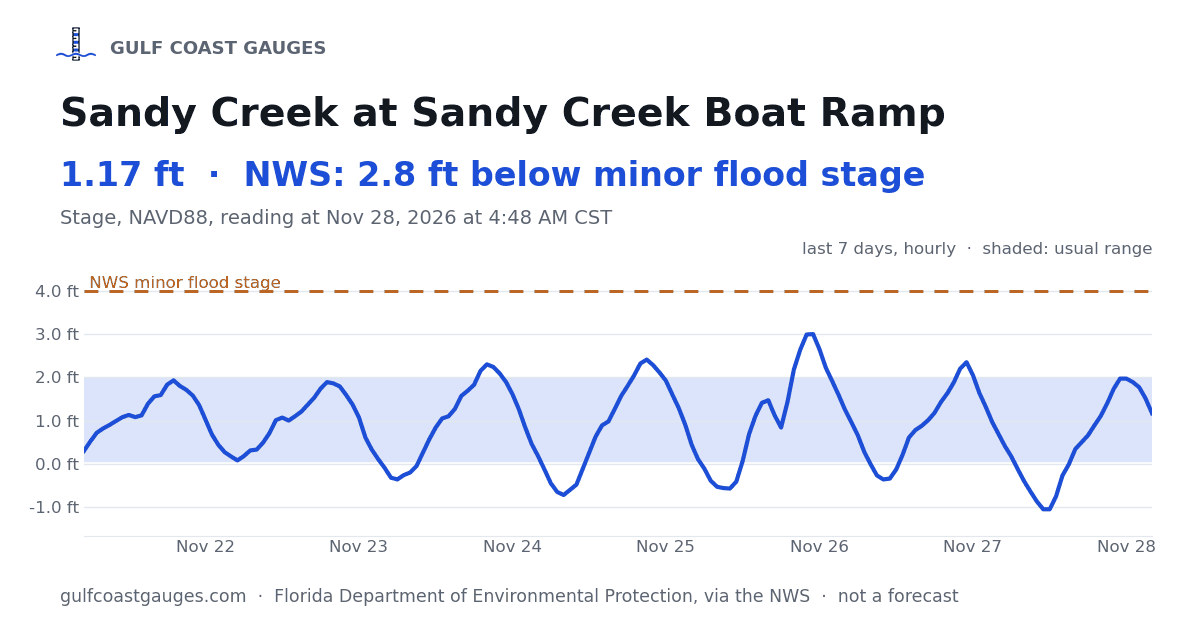 GULF COAST GAUGES
Sandy Creek at Sandy Creek Boat Ramp
1.17 ft · NWS: 2.8 ft below minor flood stage
Stage, NAVD88, reading at Nov 28, 2026 at 4:48 AM CST
last 7 days, hourly · shaded: usual range
NWS minor flood stage
4.0 ft
3.0 ft
2.0 ft
1.0 ft
0.0 ft
-1.0 ft
Nov 22 Nov 23 Nov 24 Nov 25 Nov 26 Nov 27 Nov 28
gulfcoastgauges.com · Florida Department of Environmental Protection, via the NWS · not a forecast